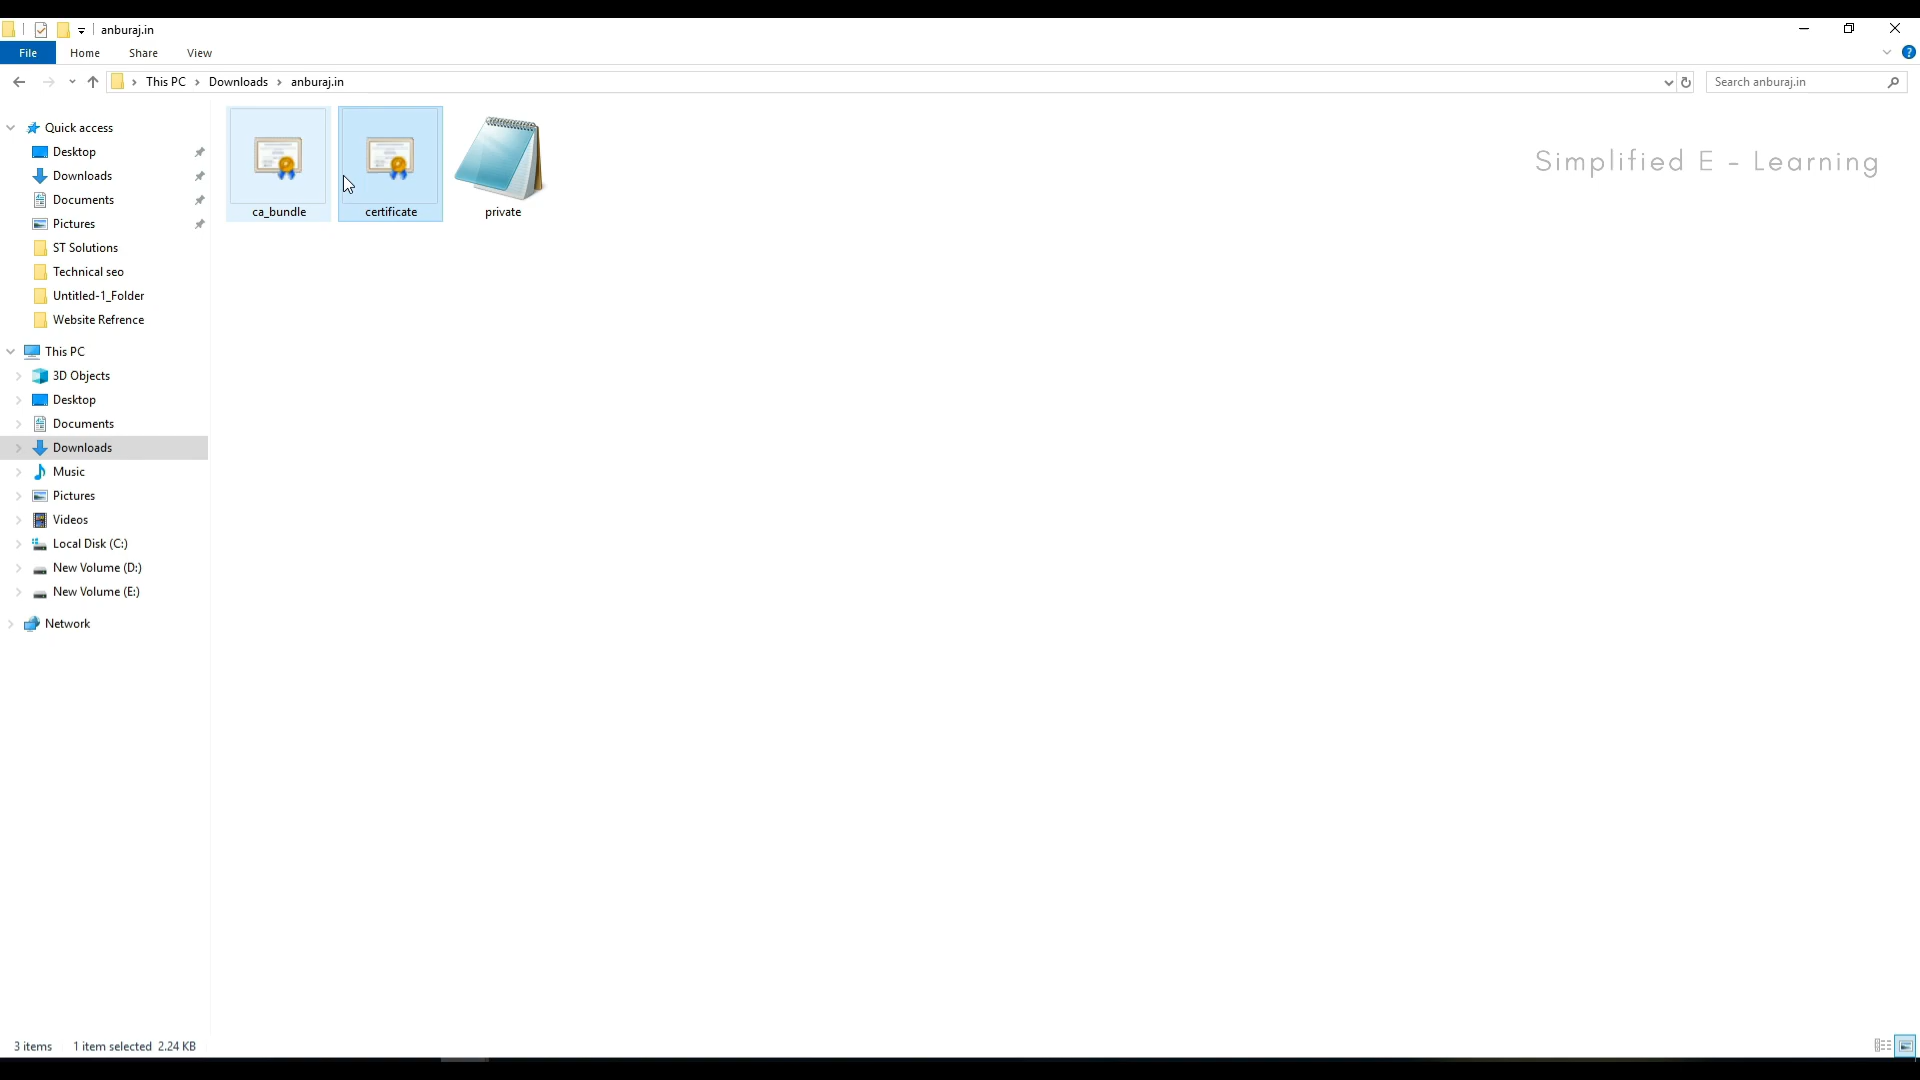 anburaj.in
File Home Share View
This PC Downloads anburaj.in
Search anburaj.in
Quick access
Desktop
Downloads
Documents
Pictures
ST Solutions
Technical seo
Untitled-1_Folder
Website Refrence
This PC
3D Objects
Desktop
Documents
Downloads
Music
Pictures
Videos
Local Disk (C:)
New Volume (D:)
New Volume (E:)
Network
ca_bundle certificate private
Simplified E - Learning
3 items 1 item selected 2.24 KB